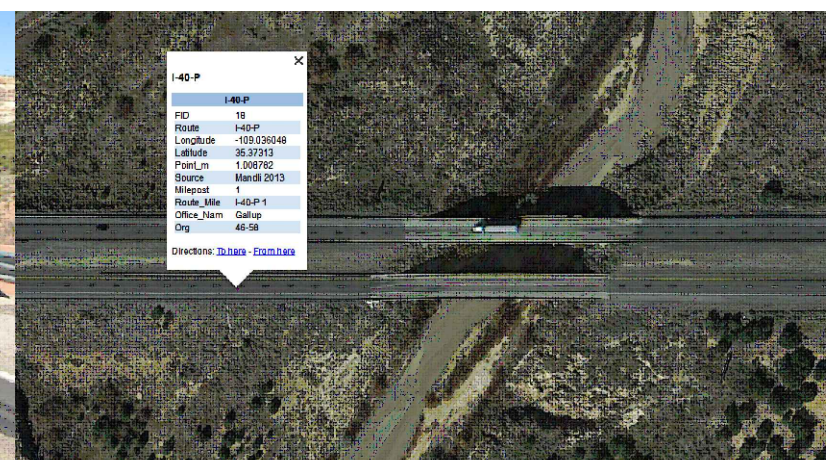 I-40-P
I-40-P
FID 18
Route I-40-P
Longitude -109.036048
Latitude 35.37313
Point_m 1.008782
Source Mandli 2013
Milepost 1
Route_Mile I-40-P 1
Office_Nam Gallup
Org 46-58
Directions: To here - From here